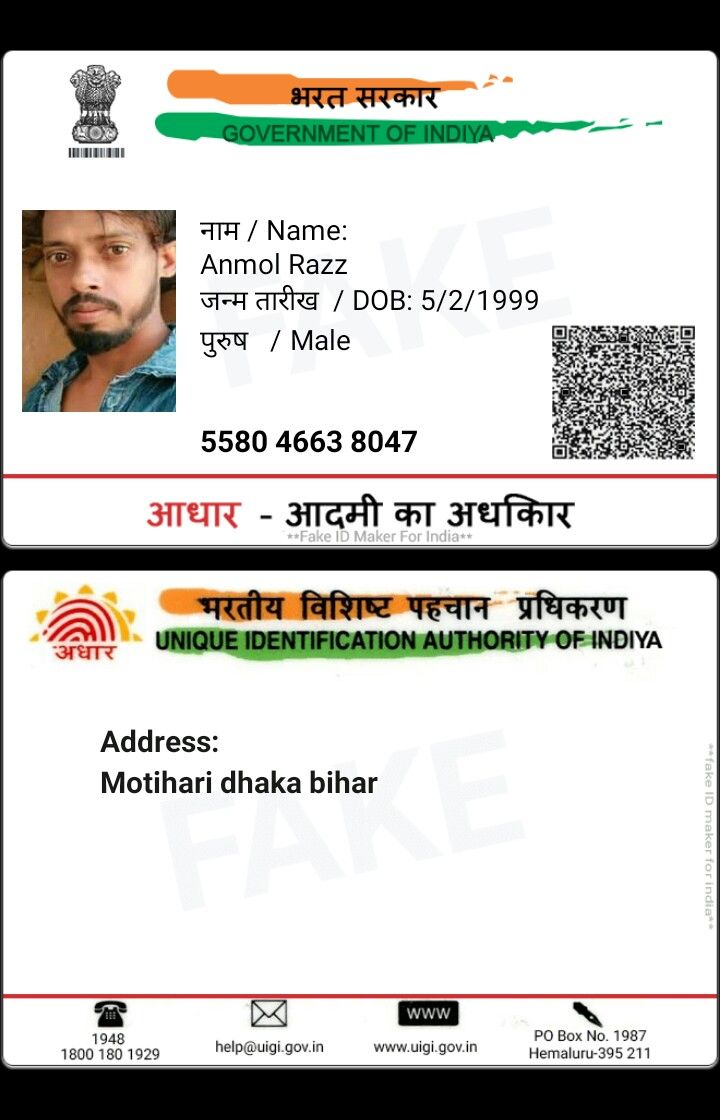 भरत सरकार
GOVERNMENT OF INDIYA
नाम / Name:
Anmol Razz
जन्म तारीख / DOB: 5/2/1999
पुरुष / Male
5580 4663 8047
FAKE
आधार - आदमी का अधकिार
**Fake ID Maker For India**
भरतीय विशिष्ट पहचान प्रधिकरण
UNIQUE IDENTIFICATION AUTHORITY OF INDIYA
अधार
Address:
Motihari dhaka bihar
FAKE
**fake ID maker for india**
WWW
1948
1800 180 1929
help@uigi.gov.in
www.uigi.gov.in
PO Box No. 1987
Hemaluru-395 211